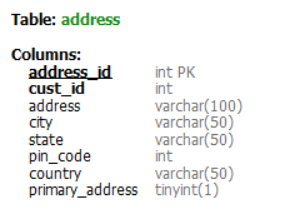 Table: address
Columns:
address_id int PK
cust_id int
address varchar(100)
city varchar(50)
state varchar(50)
pin_code int
country varchar(50)
primary_address tinyint(1)